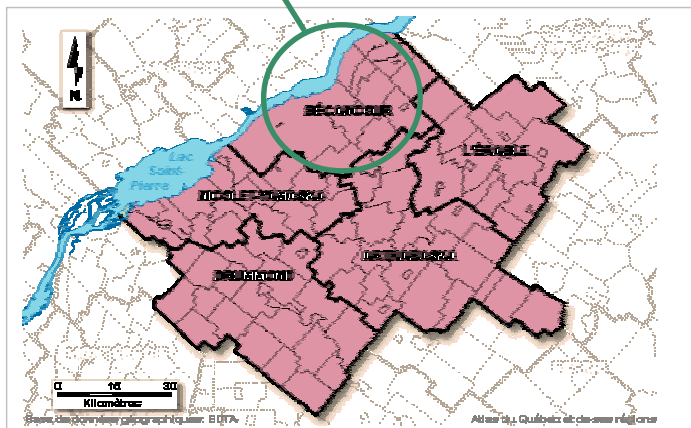 N
BÉCANCOUR
L'ÉRABLE
Lac
Saint-
Pierre
NICOLET-YAMASKA
DRUMMOND
0 15 30
Kilomètres
Base de données géographiques: BDTA
Atlas du Québec et de ses régions